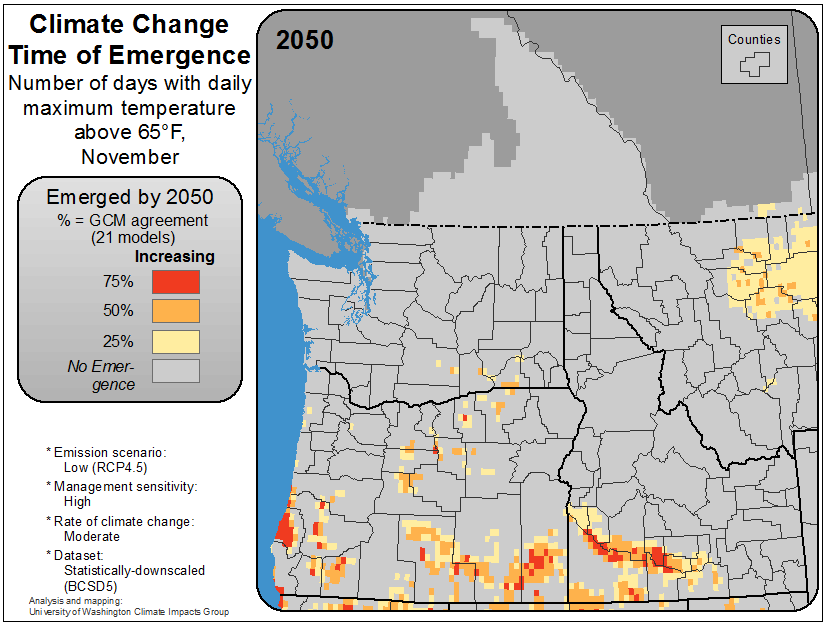 Climate Change
Time of Emergence
Number of days with daily
maximum temperature
above 65°F,
November
Emerged by 2050
% = GCM agreement
(21 models)
Increasing
75%
50%
25%
No Emer-
gence
* Emission scenario:
Low (RCP4.5)
* Management sensitivity:
High
* Rate of climate change:
Moderate
* Dataset:
Statistically-downscaled
(BCSD5)
Analysis and mapping:
University of Washington Climate Impacts Group
2050
Counties